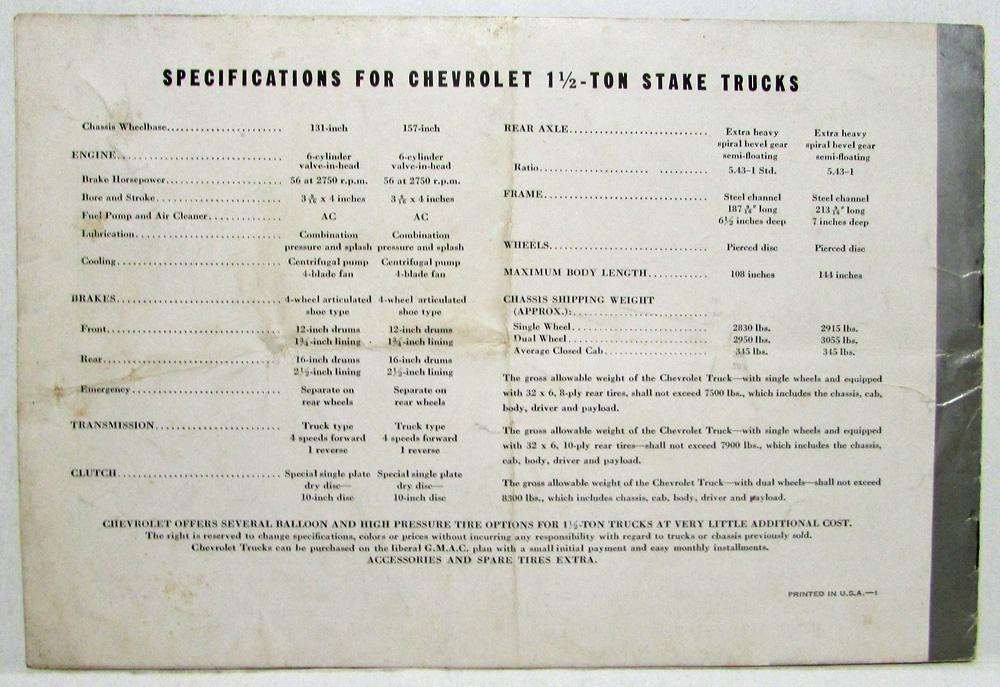 SPECIFICATIONS FOR CHEVROLET 1½-TON STAKE TRUCKS
Chassis Wheelbase 131-inch 157-inch
ENGINE 6-cylinder 6-cylinder
valve-in-head valve-in-head
Brake Horsepower 56 at 2750 r.p.m. 56 at 2750 r.p.m.
Bore and Stroke 3 5/16 x 4 inches 3 5/16 x 4 inches
Fuel Pump and Air Cleaner AC AC
Lubrication Combination Combination
pressure and splash pressure and splash
Cooling Centrifugal pump Centrifugal pump
4-blade fan 4-blade fan
BRAKES 4-wheel articulated 4-wheel articulated
shoe type shoe type
Front 12-inch drums 12-inch drums
1¾-inch lining 1¾-inch lining
Rear 16-inch drums 16-inch drums
2½-inch lining 2½-inch lining
Emergency Separate on Separate on
rear wheels rear wheels
TRANSMISSION Truck type Truck type
4 speeds forward 4 speeds forward
1 reverse 1 reverse
CLUTCH Special single plate Special single plate
dry disc— dry disc—
10-inch disc 10-inch disc
REAR AXLE Extra heavy Extra heavy
spiral bevel gear spiral bevel gear
semi-floating semi-floating
Ratio 5.43-1 Std. 5.43-1
FRAME Steel channel Steel channel
187 long 213 long
6½ inches deep 7 inches deep
WHEELS Pierced disc Pierced disc
MAXIMUM BODY LENGTH 108 inches 144 inches
CHASSIS SHIPPING WEIGHT
(APPROX.):
Single Wheel 2830 lbs. 2915 lbs.
Dual Wheel 2950 lbs. 3055 lbs.
Average Closed Cab 345 lbs. 345 lbs.
The gross allowable weight of the Chevrolet Truck—with single wheels and equipped
with 32 x 6, 8-ply rear tires, shall not exceed 7500 lbs., which includes the chassis, cab,
body, driver and payload.
The gross allowable weight of the Chevrolet Truck—with single wheels and equipped
with 32 x 6, 10-ply rear tires—shall not exceed 7900 lbs., which includes the chassis,
cab, body, driver and payload.
The gross allowable weight of the Chevrolet Truck—with dual wheels—shall not exceed
8300 lbs., which includes chassis, cab, body, driver and payload.
CHEVROLET OFFERS SEVERAL BALLOON AND HIGH PRESSURE TIRE OPTIONS FOR 1½-TON TRUCKS AT VERY LITTLE ADDITIONAL COST.
The right is reserved to change specifications, colors or prices without incurring any responsibility with regard to trucks or chassis previously sold.
Chevrolet Trucks can be purchased on the liberal G.M.A.C. plan with a small initial payment and easy monthly installments.
ACCESSORIES AND SPARE TIRES EXTRA.
PRINTED IN U.S.A.—1